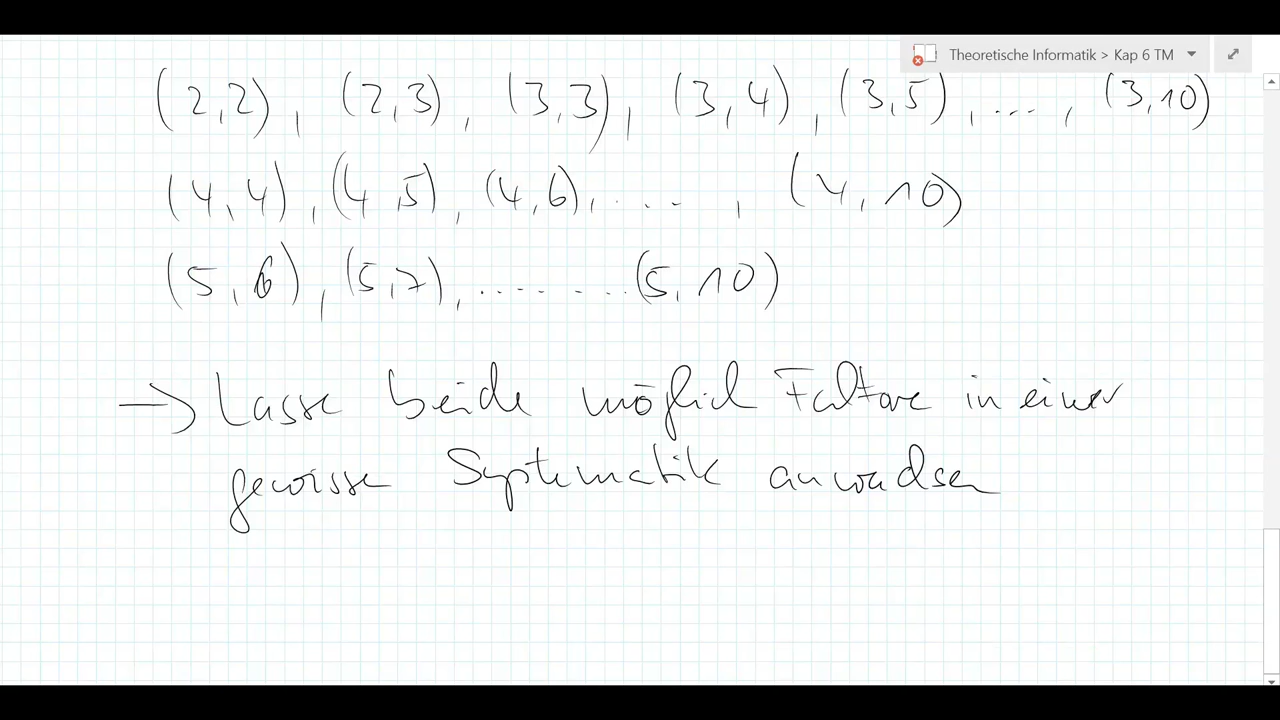 Theoretische Informatik > Kap 6 TM
(2,2), (2,3), (3,3), (3,4), (3,5), ..., (3,10)
(4,4), (4,5), (4,6), ...., (4,10)
(5,6), (5,7), ........ (5,10)
→ Lasse beide möglich Faktore in einer
gewisse Systematik anwachsen